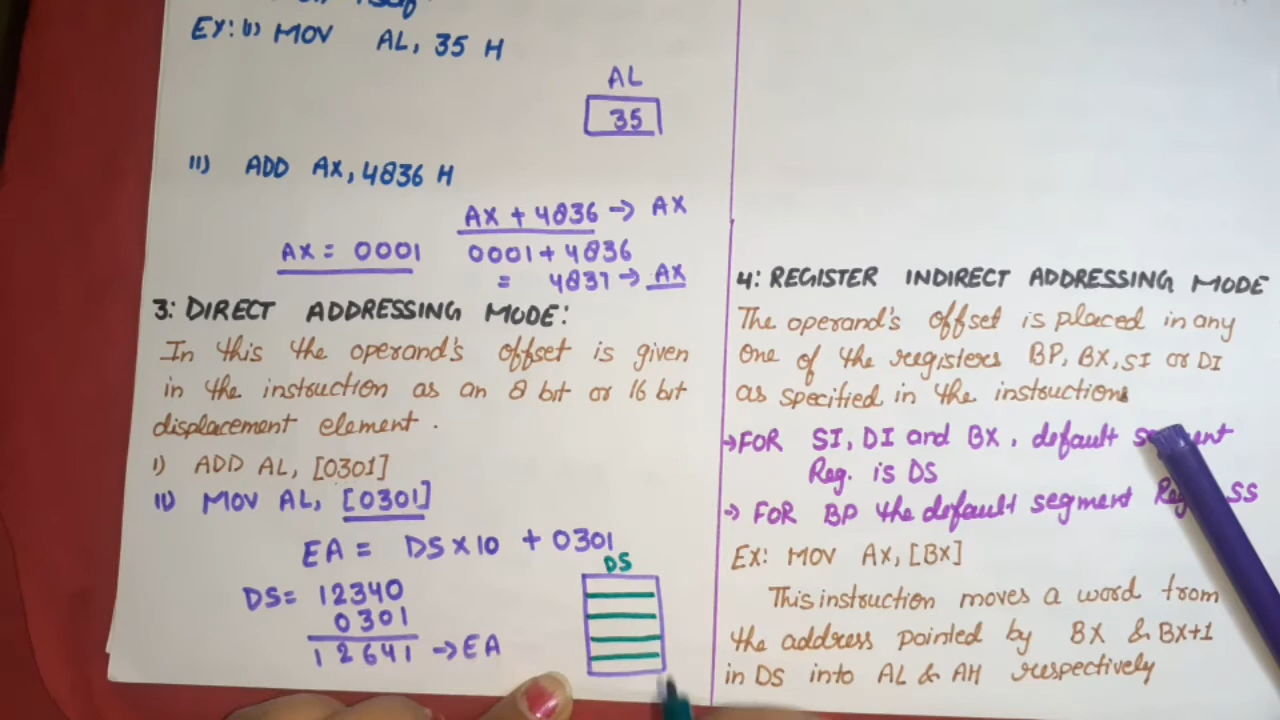 EX: i) MOV AL, 35 H
AL
35
ii) ADD AX, 4836 H
AX + 4836 → AX
AX = 0001 0001 + 4836
= 4837 → AX
3: DIRECT ADDRESSING MODE:
In this the operand's offset is given
in the instruction as an 8 bit or 16 bit
displacement element.
i) ADD AL, [0301]
ii) MOV AL, [0301]
EA = DS × 10 + 0301
DS
DS = 12340
0301
12641 → EA
4: REGISTER INDIRECT ADDRESSING MODE
The operand's offset is placed in any
One of the registers BP, BX, SI or DI
as specified in the instructions
→ FOR SI, DI and BX, default segment
Reg. is DS
→ FOR BP the default segment SS
EX: MOV AX, [BX]
This instruction moves a word from
the address pointed by BX & BX+1
in DS into AL & AH respectively